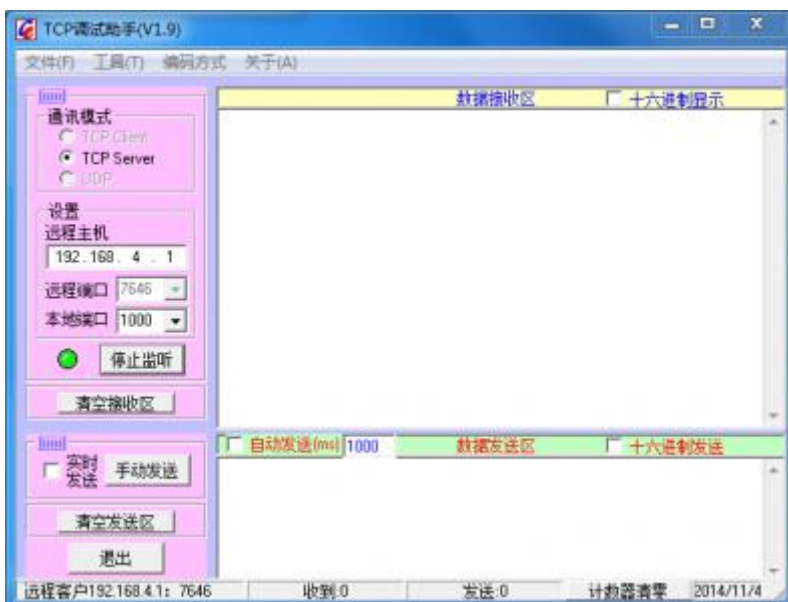 TCP调试助手(V1.9)
文件(F) 工具(T) 编码方式 关于(A)
数据接收区 十六进制显示
通讯模式
TCP Client
TCP Server
UDP
设置
远程主机
192.168. 4 . 1
远程端口 7646
本地端口 1000
停止监听
清空接收区
自动发送(ms) 1000 数据发送区 十六进制发送
实时发送 手动发送
清空发送区
退出
远程客户192.168.4.1: 7646 收到:0 发送:0 计数器清零 2014/11/4